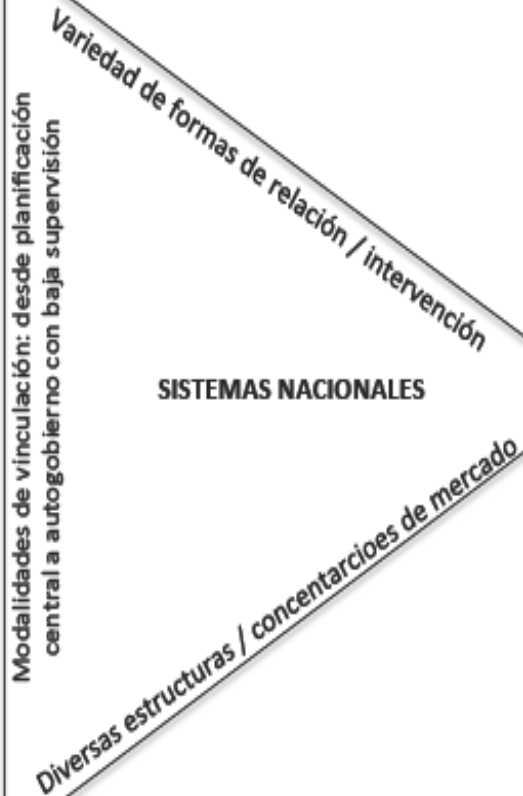 Variedad de formas de relación / intervención
Modalidades de vinculación: desde planificación
central a autogobierno con baja supervisión
SISTEMAS NACIONALES
Diversas estructuras / concentarcioes de mercado